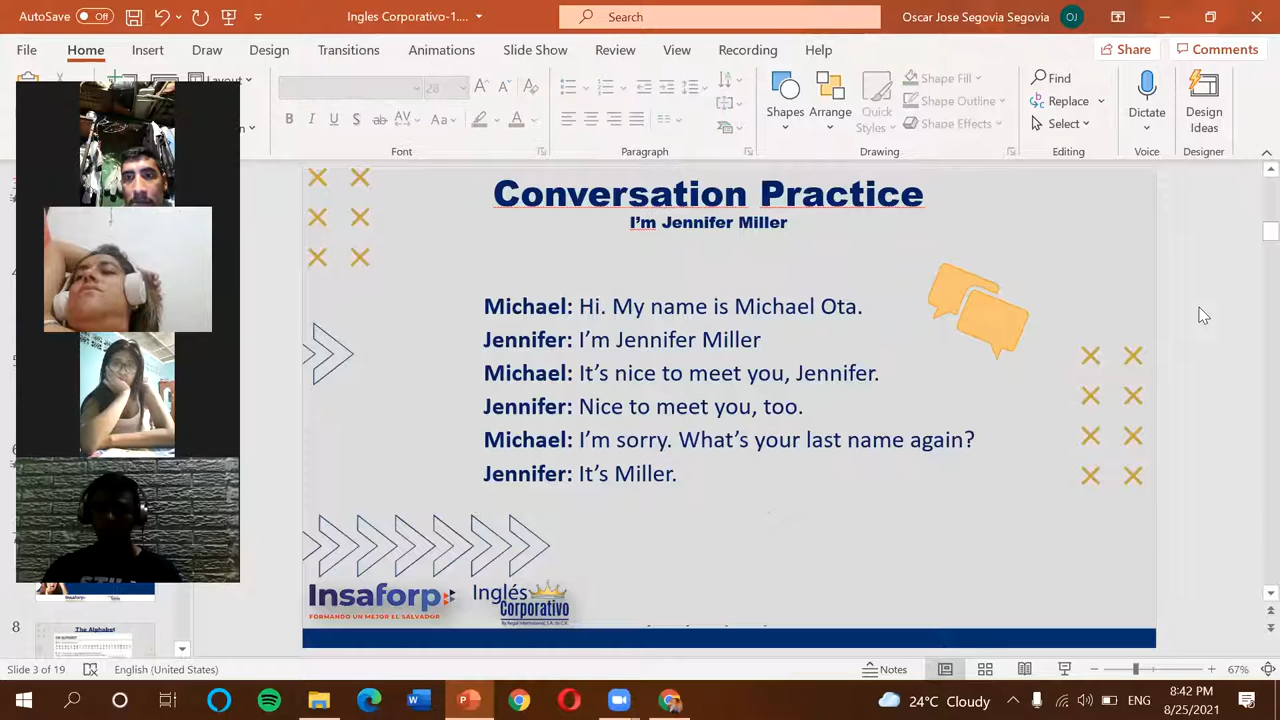 AutoSave Off Ingles Corporativo-1.... Search Oscar Jose Segovia Segovia OJ
File Home Insert Draw Design Transitions Animations Slide Show Review View Recording Help Share Comments
Layout
Shapes Arrange Quick Styles
Shape Fill
Shape Outline
Shape Effects
Find
Replace
Select
Dictate
Design Ideas
Font Paragraph Drawing Editing Voice Designer
Conversation Practice
I'm Jennifer Miller
Michael: Hi. My name is Michael Ota.
Jennifer: I'm Jennifer Miller
Michael: It's nice to meet you, Jennifer.
Jennifer: Nice to meet you, too.
Michael: I'm sorry. What's your last name again?
Jennifer: It's Miller.
Insaforp
FORMANDO UN MEJOR EL SALVADOR
Inglés
Corporativo
8
The Alphabet
Slide 3 of 19 English (United States) Notes 67%
24°C Cloudy ENG 8:42 PM
8/25/2021